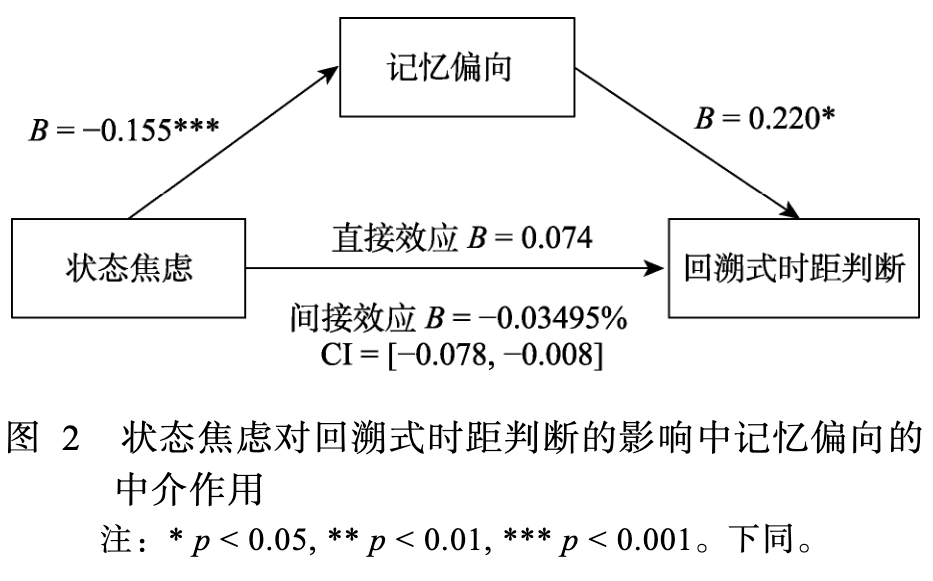 记忆偏向
B = −0.155***
B = 0.220*
状态焦虑
直接效应 B = 0.074
回溯式时距判断
间接效应 B = −0.03495%
CI = [−0.078, −0.008]
图 2 状态焦虑对回溯式时距判断的影响中记忆偏向的
中介作用
注：* p < 0.05, ** p < 0.01, *** p < 0.001。下同。